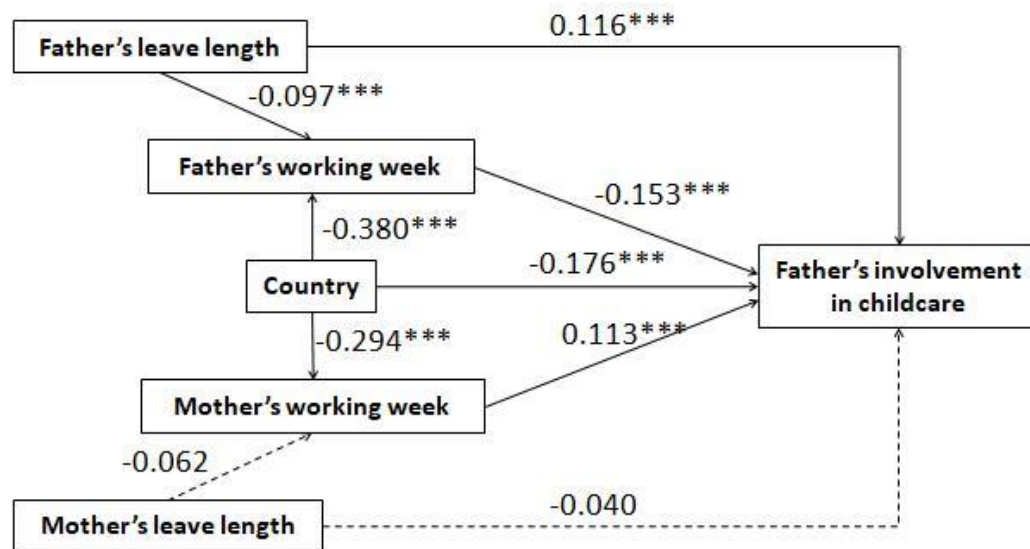 0.116***
Father's leave length
-0.097***
Father's working week
-0.153***
-0.380***
Country
-0.176***
Father's involvement
in childcare
-0.294***
0.113***
Mother's working week
-0.062
Mother's leave length
-0.040